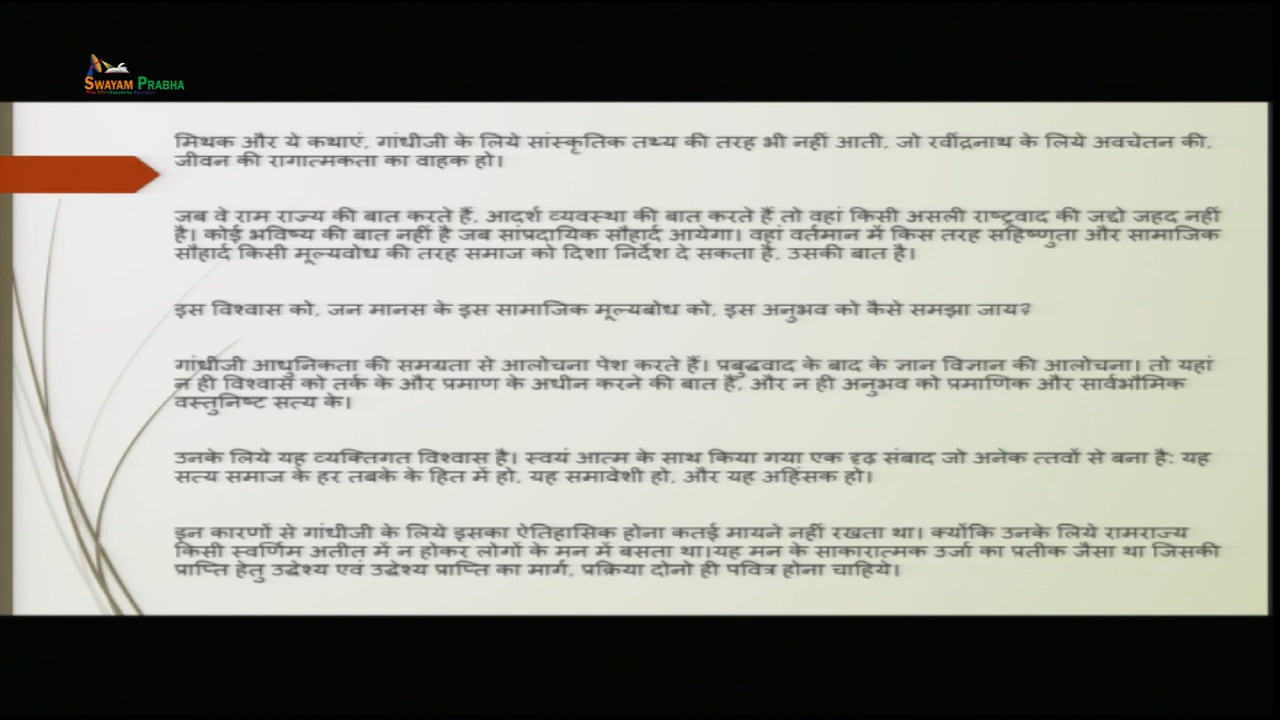 SWAYAM PRABHA
मिथक और ये कथाएं, गांधीजी के लिये सांस्कृतिक तथ्य की तरह भी नहीं आती, जो रवींद्रनाथ के लिये अवचेतन की,
जीवन की रागात्मकता का वाहक हो।
जब वे राम राज्य की बात करते हैं, आदर्श व्यवस्था की बात करते हैं तो वहां किसी असली राष्ट्रवाद की जद्दो जहद नहीं
है। कोई भविष्य की बात नहीं है जब सांप्रदायिक सौहार्द आयेगा। वहां वर्तमान में किस तरह सहिष्णुता और सामाजिक
सौहार्द किसी मूल्यवोध की तरह समाज को दिशा निर्देश दे सकता है, उसकी बात है।
इस विश्वास को, जन मानस के इस सामाजिक मूल्यबोध को, इस अनुभव को कैसे समझा जाय?
गांधीजी आधुनिकता की समग्रता से आलोचना पेश करते हैं। प्रबुद्धवाद के बाद के ज्ञान विज्ञान की आलोचना। तो यहां
न ही विश्वास को तर्क के और प्रमाण के अधीन करने की बात है, और न ही अनुभव को प्रमाणिक और सार्वभौमिक
वस्तुनिष्ट सत्य के।
उनके लिये यह व्यक्तिगत विश्वास है। स्वयं आत्म के साथ किया गया एक दृढ़ संबाद जो अनेक त्तवों से बना है: यह
सत्य समाज के हर तबके के हित में हो, यह समावेशी हो, और यह अहिंसक हो।
इन कारणों से गांधीजी के लिये इसका ऐतिहासिक होना कतई मायने नहीं रखता था। क्योंकि उनके लिये रामराज्य
किसी स्वर्णिम अतीत में न होकर लोगों के मन में बसता था।यह मन के साकारात्मक उर्जा का प्रतीक जैसा था जिसकी
प्राप्ति हेतु उद्धेश्य एवं उद्धेश्य प्राप्ति का मार्ग, प्रक्रिया दोनो ही पवित्र होना चाहिये।